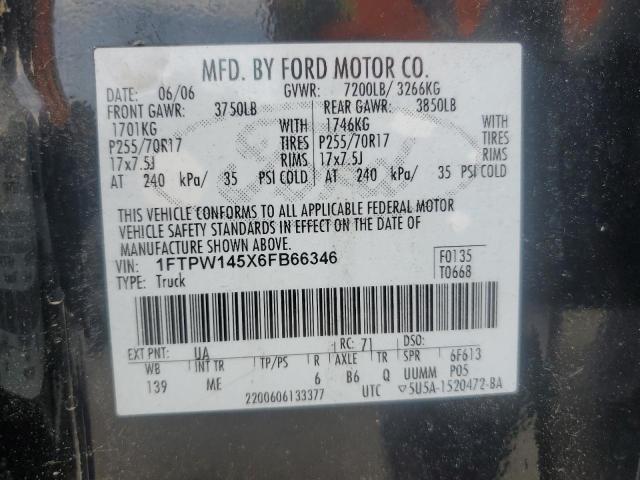 MFD. BY FORD MOTOR CO.
DATE: 06/06 GVWR: 7200LB/ 3266KG
FRONT GAWR: 3750LB REAR GAWR: 3850LB
1701KG WITH 1746KG WITH
P255/70R17 TIRES P255/70R17 TIRES
17x7.5J RIMS 17x7.5J RIMS
AT 240 kPa/ 35 PSI COLD AT 240 kPa/ 35 PSI COLD
THIS VEHICLE CONFORMS TO ALL APPLICABLE FEDERAL MOTOR
VEHICLE SAFETY STANDARDS IN EFFECT ON THE DATE OF
MANUFACTURE SHOWN ABOVE.
VIN: 1FTPW145X6FB66346 F0135
TYPE: Truck T0668
EXT PNT: UA RC: 71 DSO:
WB INT TR TP/PS R AXLE TR SPR 6F613
139 ME 6 B6 Q UUMM P05
2200606133377 UTC ▽5U5A-1520472-BA